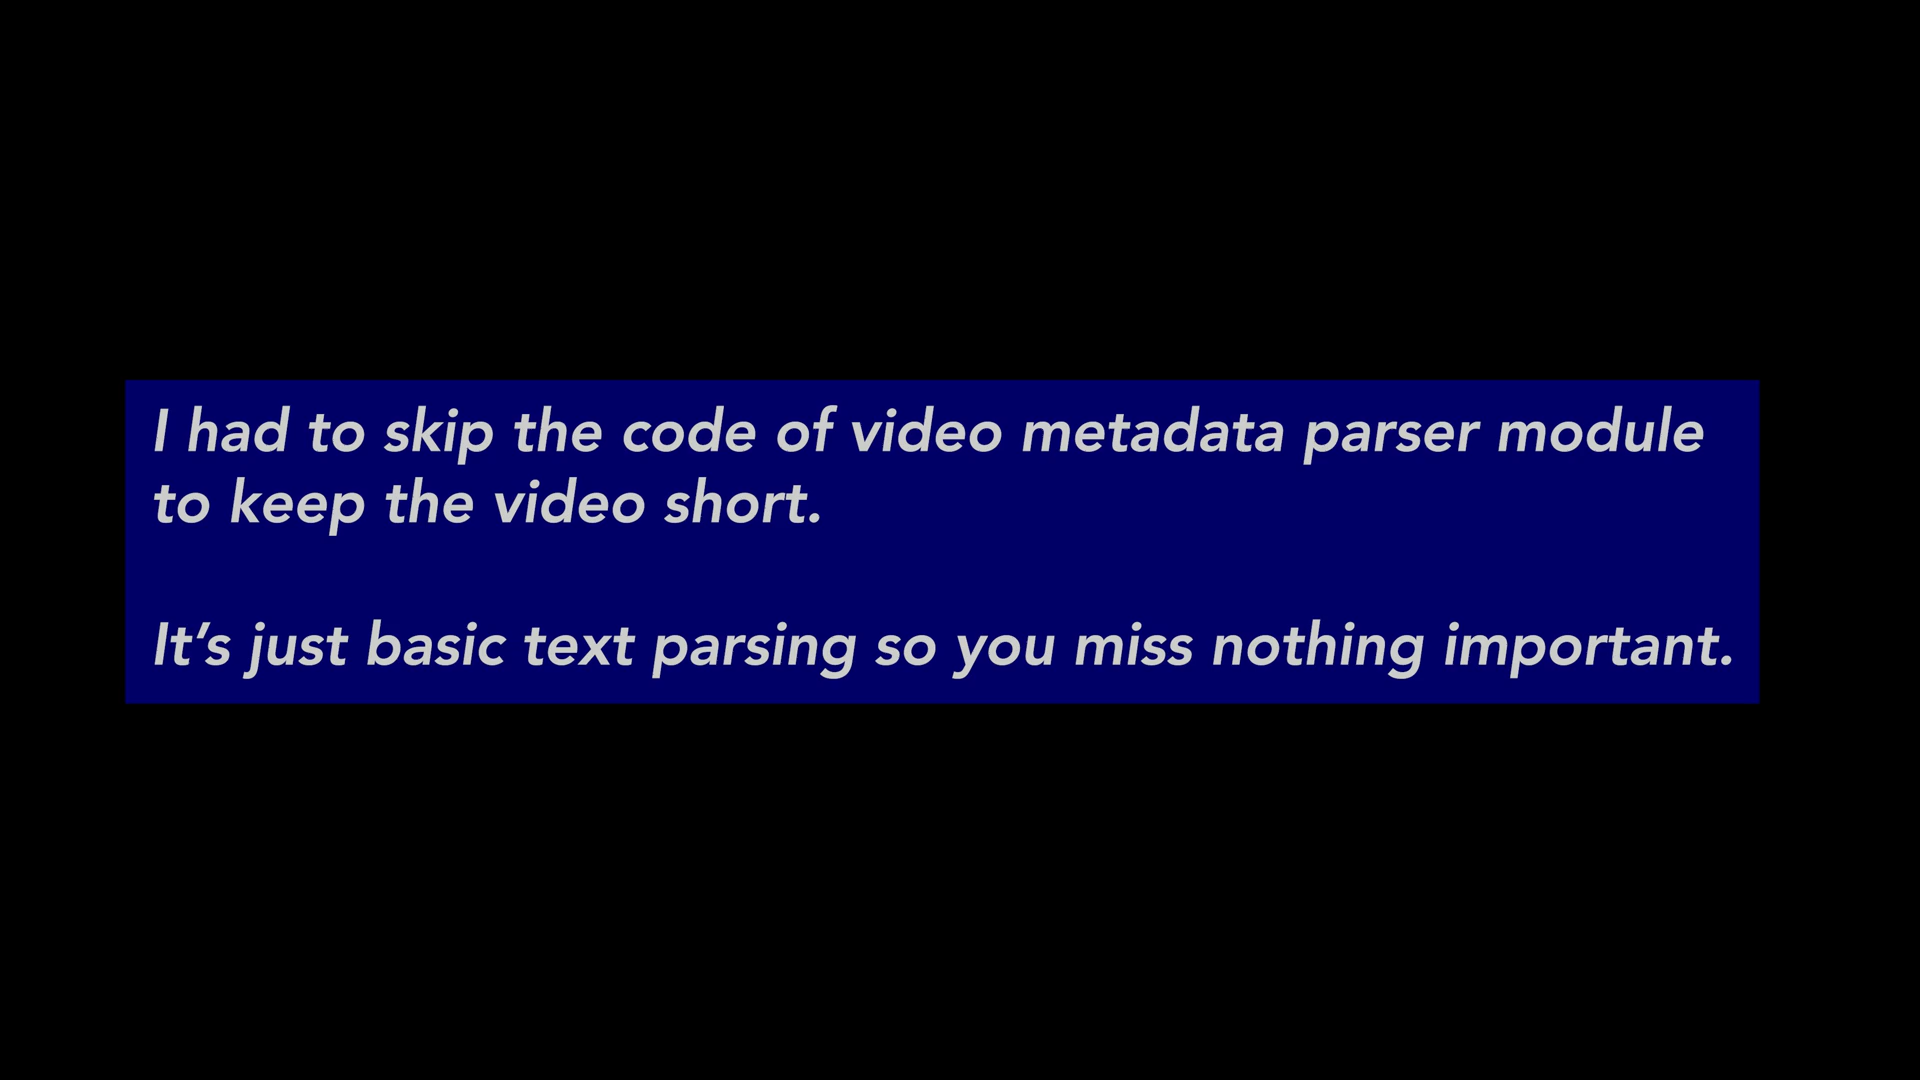 I had to skip the code of video metadata parser module
to keep the video short.
It’s just basic text parsing so you miss nothing important.